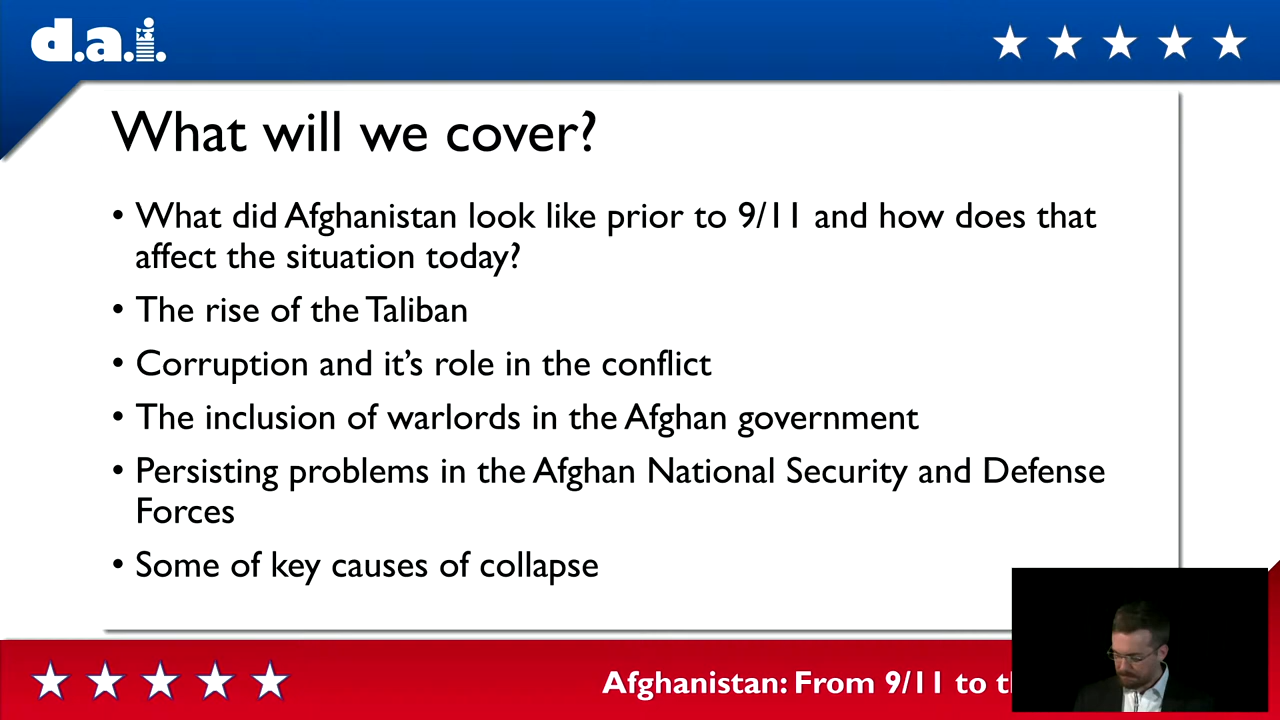 d.a.i.
What will we cover?
• What did Afghanistan look like prior to 9/11 and how does that
affect the situation today?
• The rise of the Taliban
• Corruption and it’s role in the conflict
• The inclusion of warlords in the Afghan government
• Persisting problems in the Afghan National Security and Defense
Forces
• Some of key causes of collapse
Afghanistan: From 9/11 to